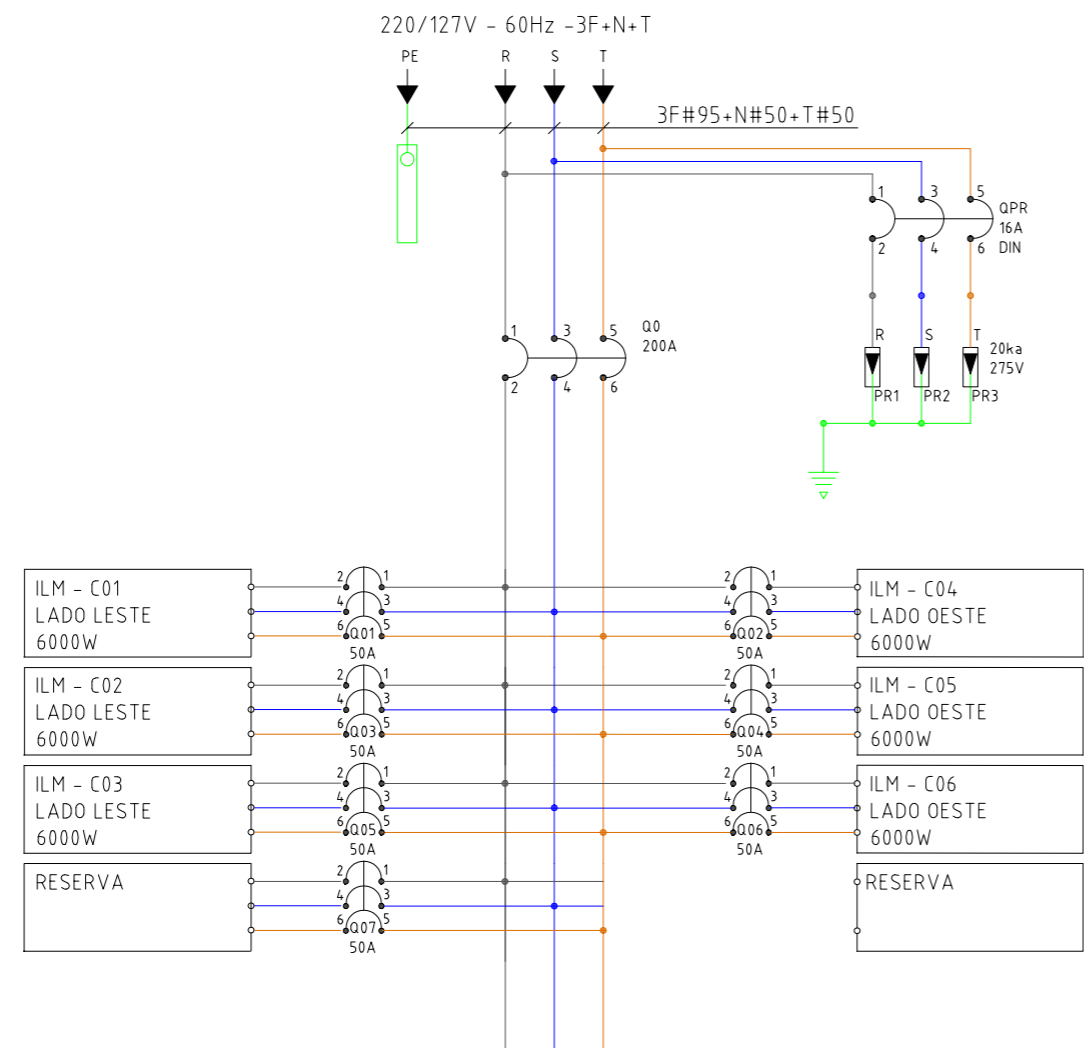 220/127V - 60Hz -3F+N+T
PE R S T
3F#95+N#50+T#50
1 3 5
QPR
16A
DIN
2 4 6
1 3 5
Q0
200A
2 4 6
R S T
20ka
275V
PR1 PR2 PR3
ILM - C01
LADO LESTE
6000W
2 1
4 3
6 Q01 5
50A
2 1
4 3
6 Q02 5
50A
ILM - C04
LADO OESTE
6000W
ILM - C02
LADO LESTE
6000W
2 1
4 3
6 Q03 5
50A
2 1
4 3
6 Q04 5
50A
ILM - C05
LADO OESTE
6000W
ILM - C03
LADO LESTE
6000W
2 1
4 3
6 Q05 5
50A
2 1
4 3
6 Q06 5
50A
ILM - C06
LADO OESTE
6000W
RESERVA
2 1
4 3
6 Q07 5
50A
RESERVA